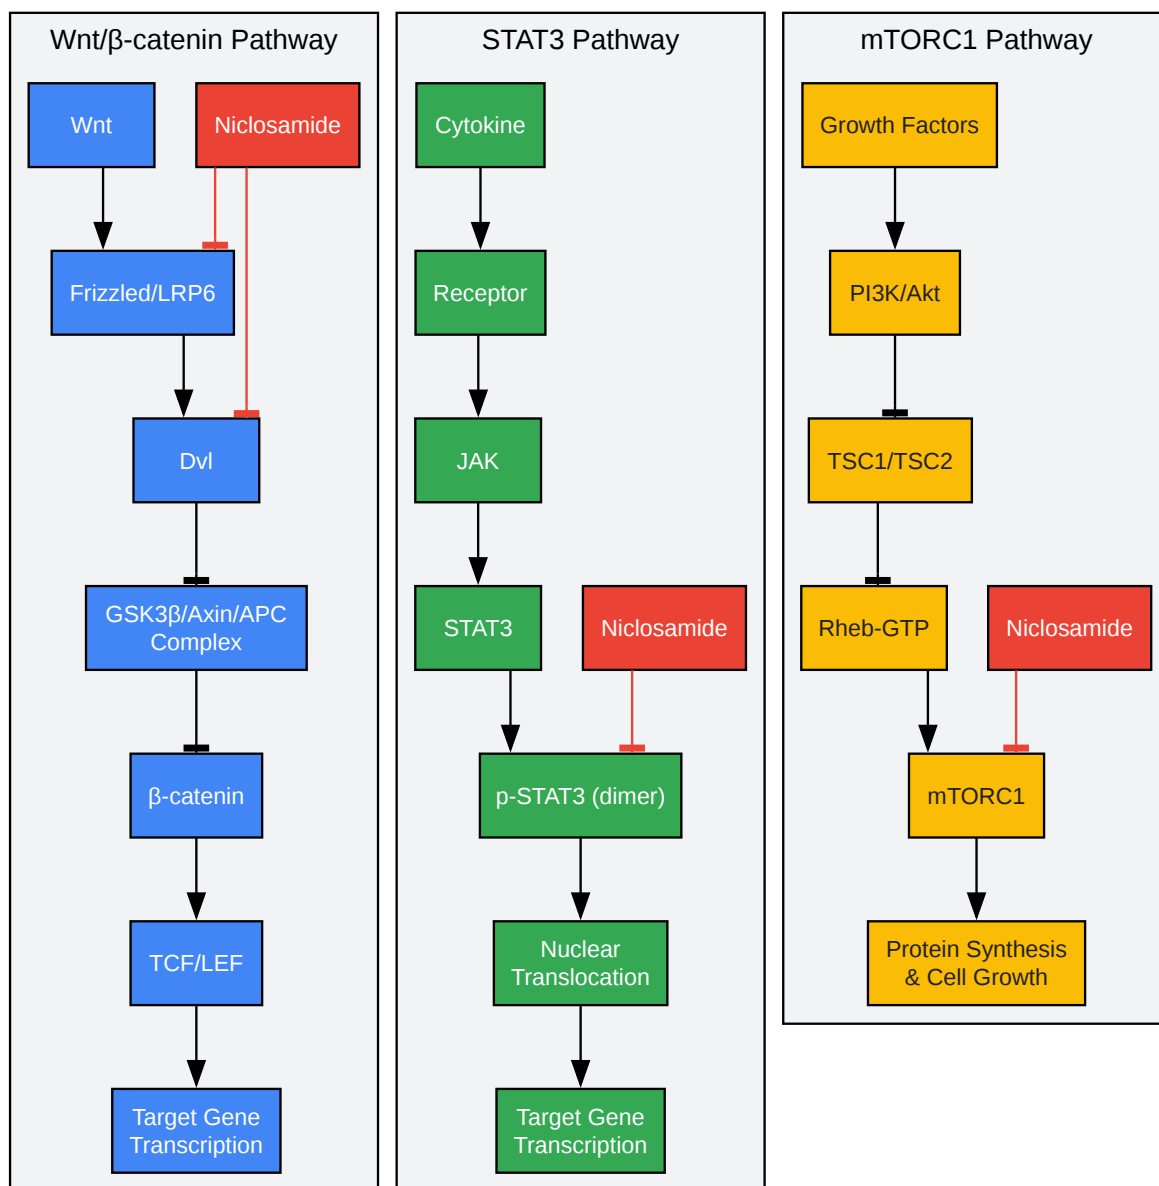 Wnt/β-catenin Pathway
Wnt
Niclosamide
Frizzled/LRP6
Dvl
GSK3β/Axin/APC
Complex
β-catenin
TCF/LEF
Target Gene
Transcription
STAT3 Pathway
Cytokine
Receptor
JAK
STAT3
Niclosamide
p-STAT3 (dimer)
Nuclear
Translocation
Target Gene
Transcription
mTORC1 Pathway
Growth Factors
PI3K/Akt
TSC1/TSC2
Rheb-GTP
Niclosamide
mTORC1
Protein Synthesis
& Cell Growth